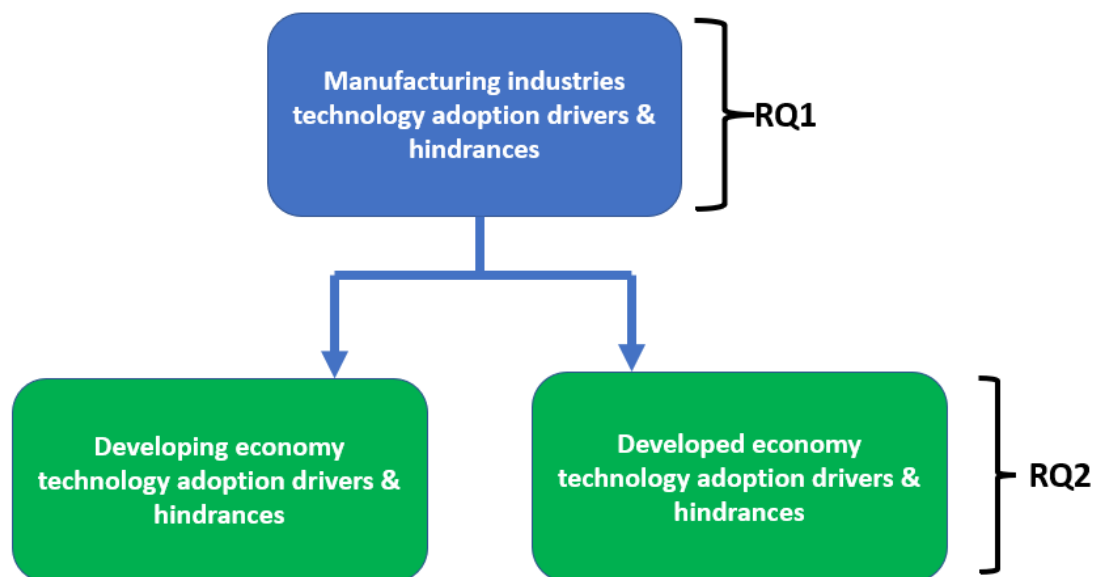 Manufacturing industries
technology adoption drivers &
hindrances
RQ1
Developing economy
technology adoption drivers &
hindrances
Developed economy
technology adoption drivers &
hindrances
RQ2